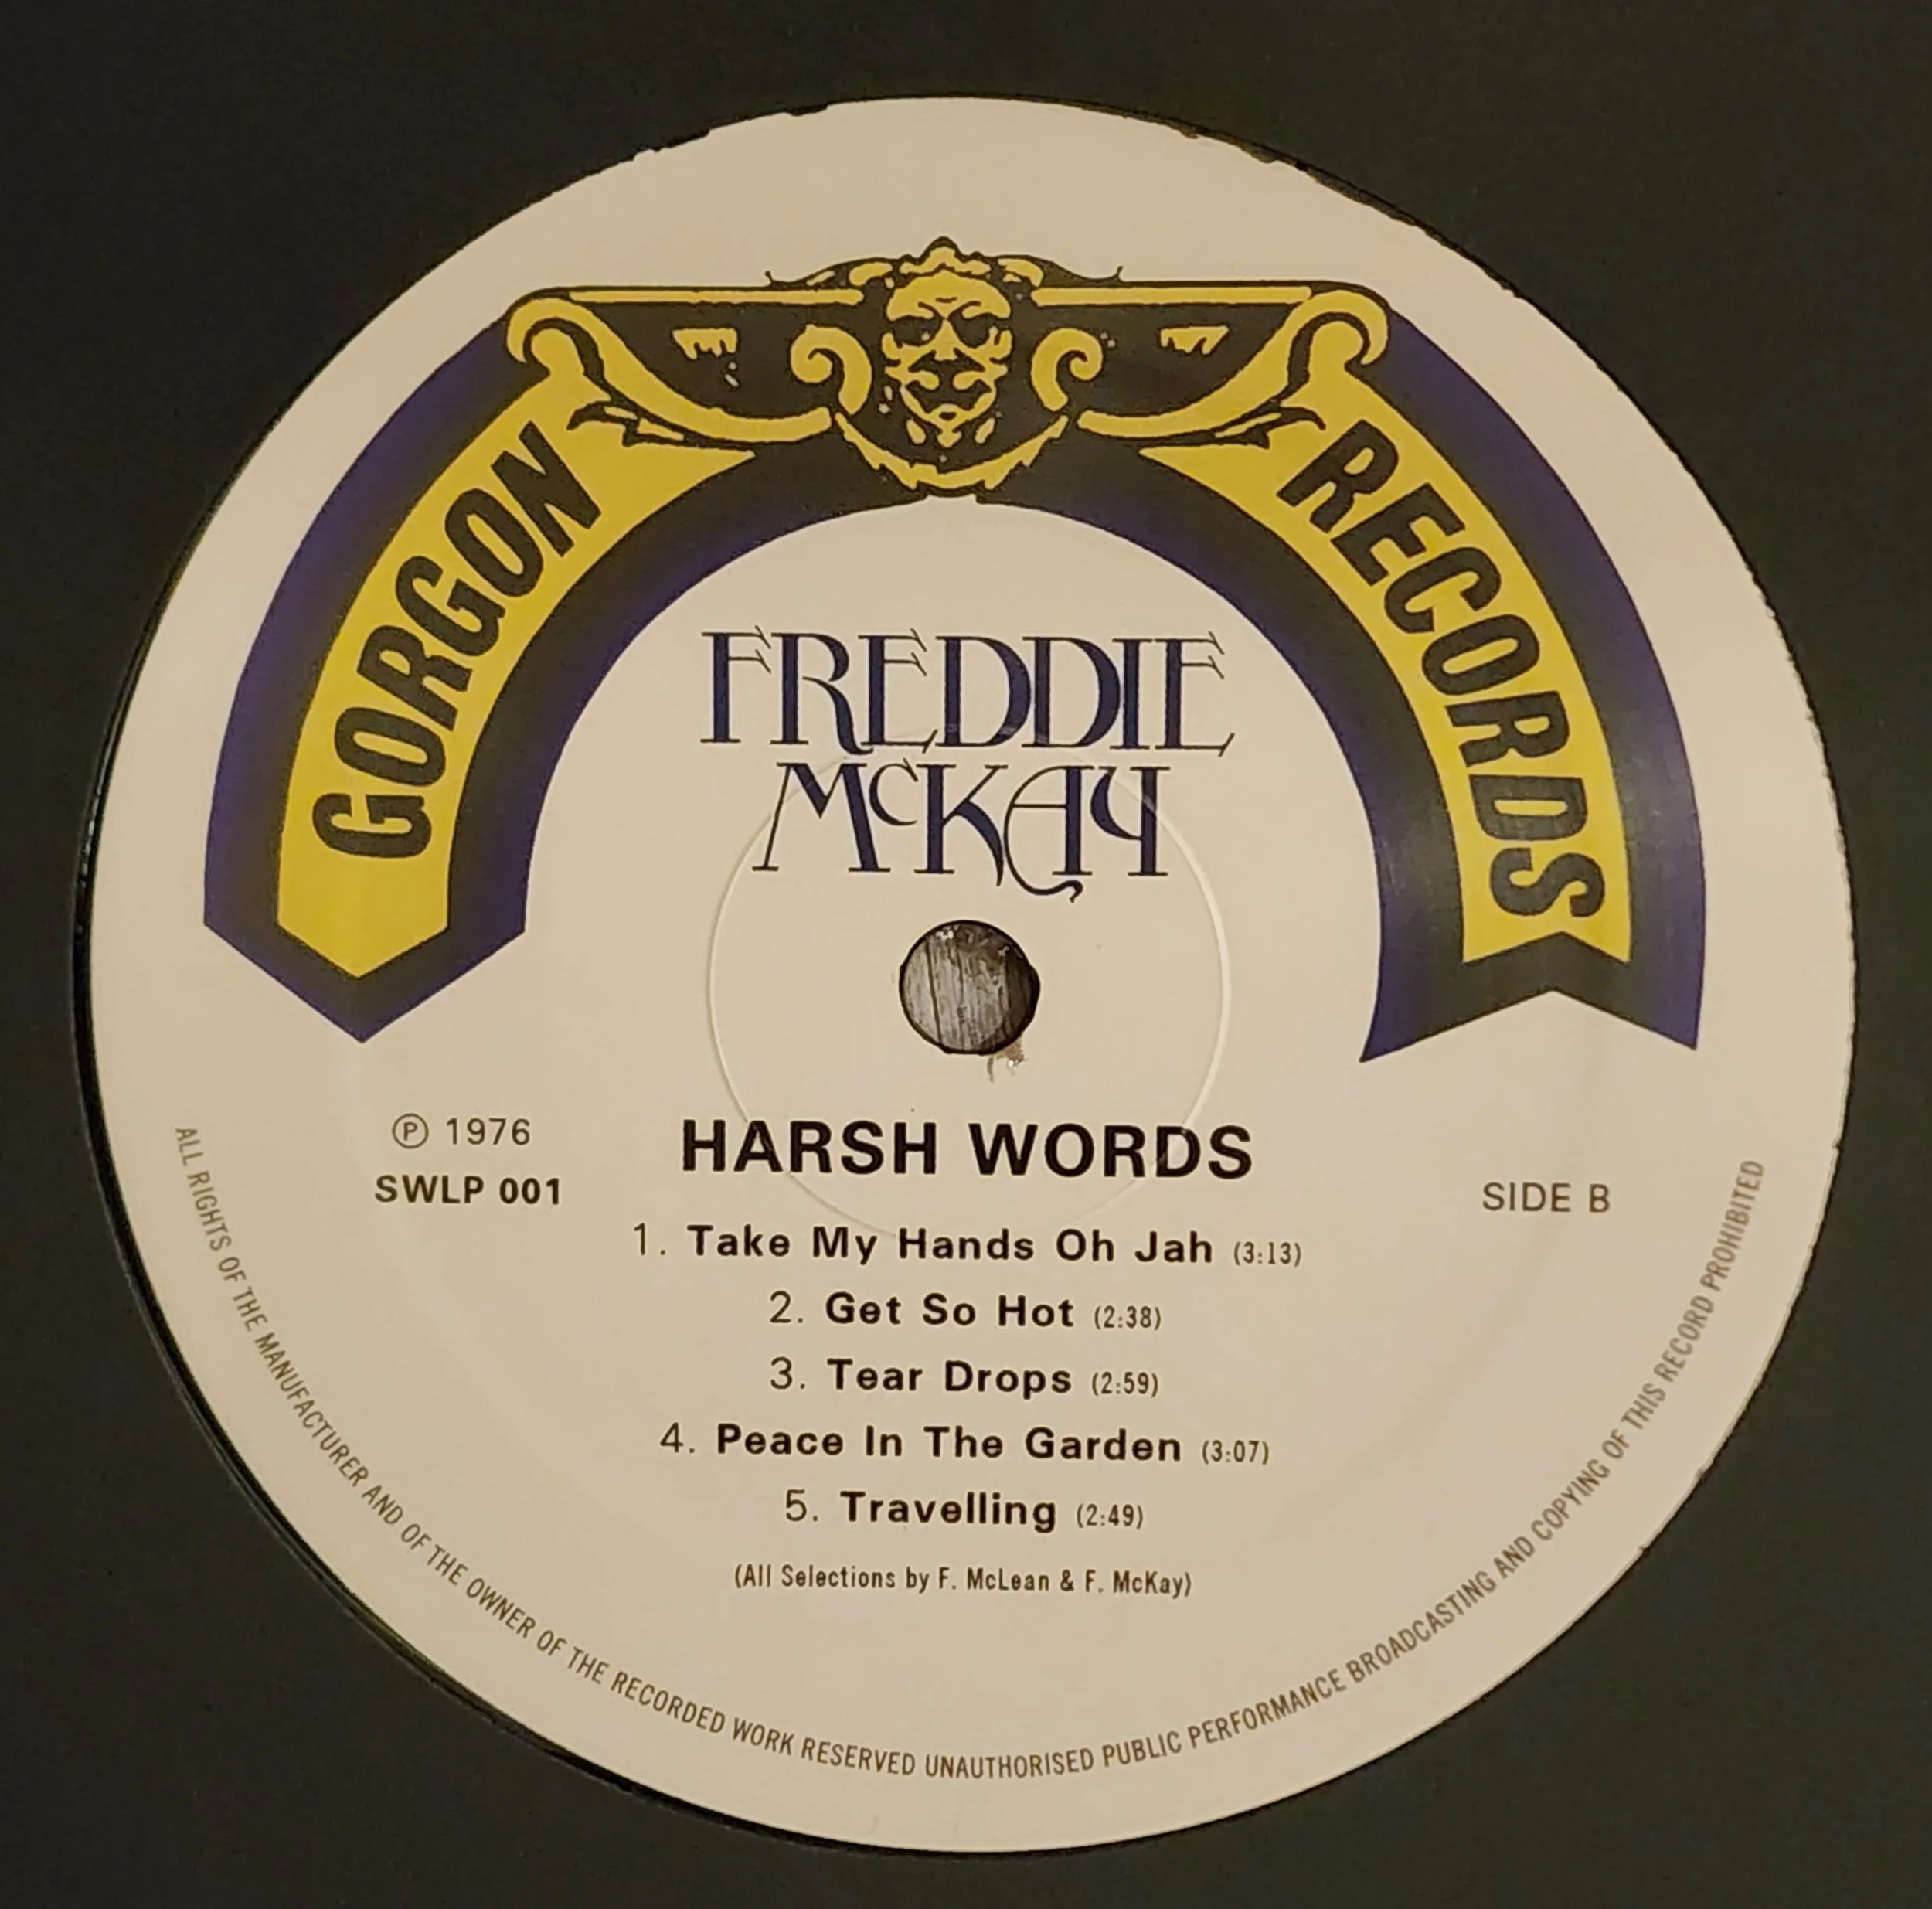 GORGON RECORDS
FREDDIE
McKAY
℗ 1976
SWLP 001
HARSH WORDS
SIDE B
1. Take My Hands Oh Jah (3:13)
2. Get So Hot (2:38)
3. Tear Drops (2:59)
4. Peace In The Garden (3:07)
5. Travelling (2:49)
(All Selections by F. McLean & F. McKay)
ALL RIGHTS OF THE MANUFACTURER AND OF THE OWNER OF THE RECORDED WORK RESERVED UNAUTHORISED PUBLIC PERFORMANCE BROADCASTING AND COPYING OF THIS RECORD PROHIBITED